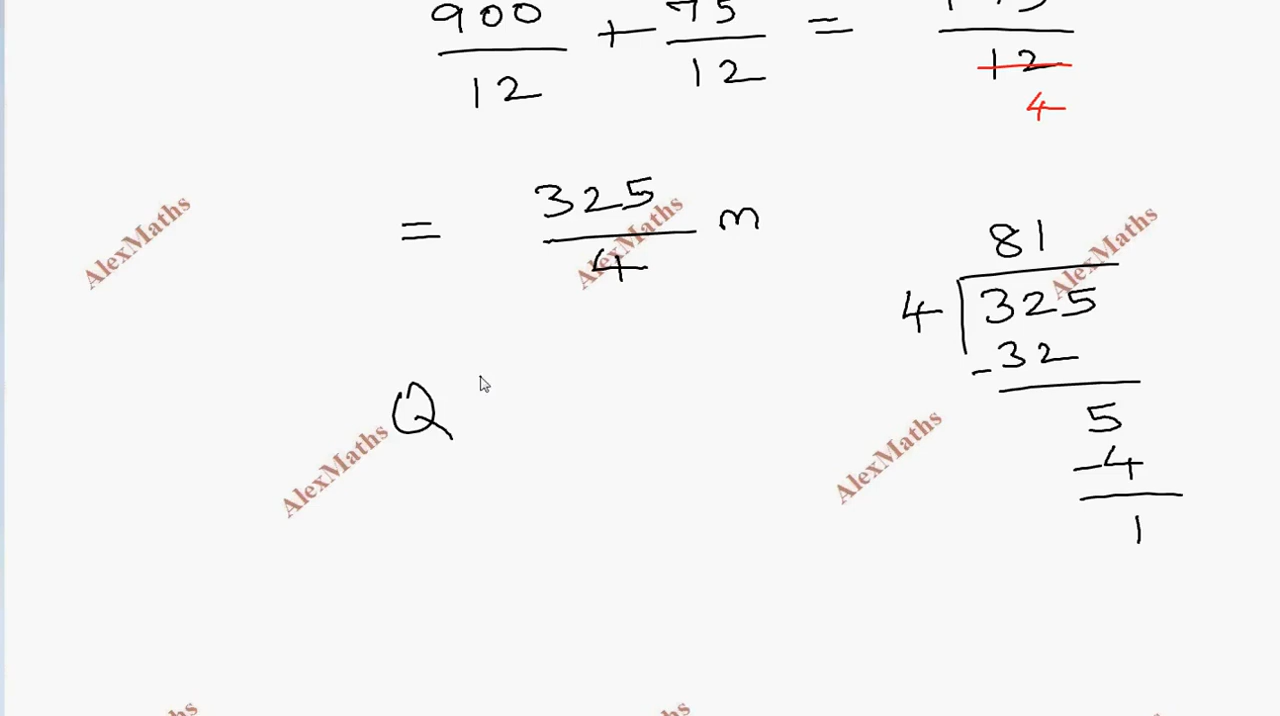 900/12 + 75/12 = /12
4
= 325/4 m
81
4 325
-32
5
-4
1
Q
AlexMaths
AlexMaths
AlexMaths
AlexMaths
AlexMaths